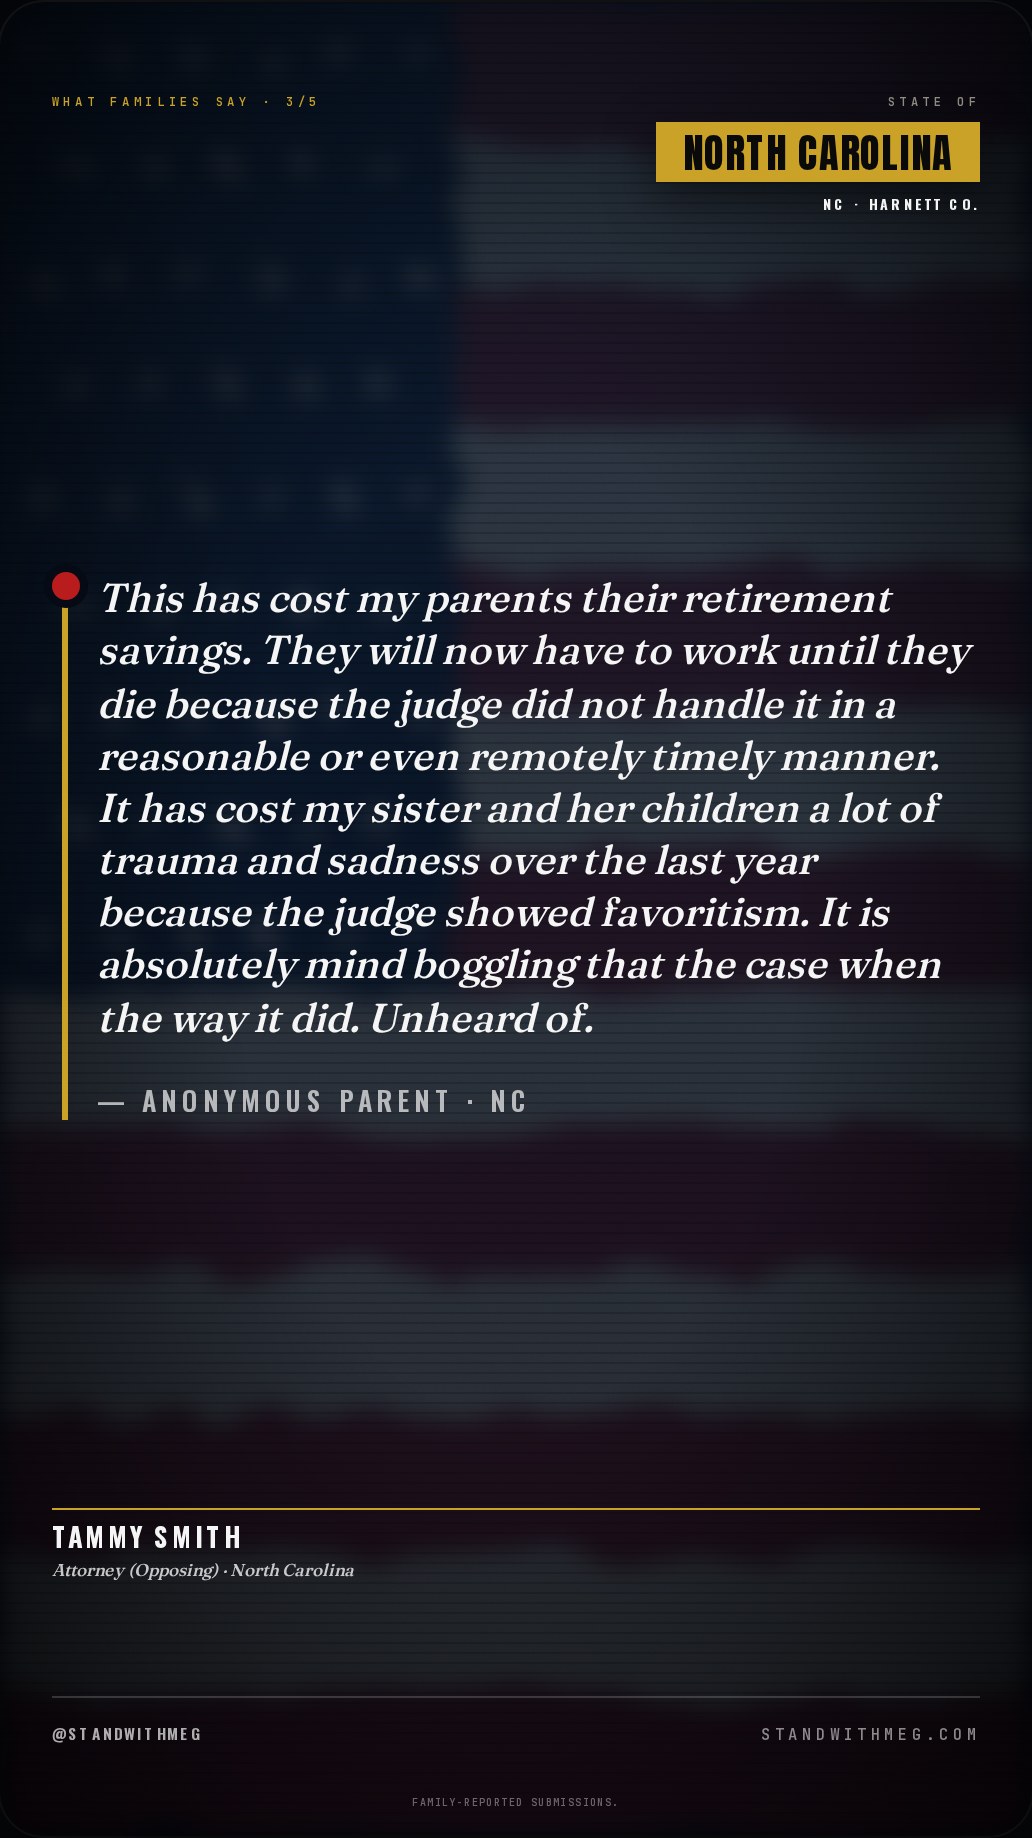 WHAT FAMILIES SAY · 3/5
STATE OF
NORTH CAROLINA
NC · HARNETT CO.
This has cost my parents their retirement
savings. They will now have to work until they
die because the judge did not handle it in a
reasonable or even remotely timely manner.
It has cost my sister and her children a lot of
trauma and sadness over the last year
because the judge showed favoritism. It is
absolutely mind boggling that the case when
the way it did. Unheard of.
— ANONYMOUS PARENT · NC
TAMMY SMITH
Attorney (Opposing) · North Carolina
@STANDWITHMEG
STANDWITHMEG.COM
FAMILY-REPORTED SUBMISSIONS.